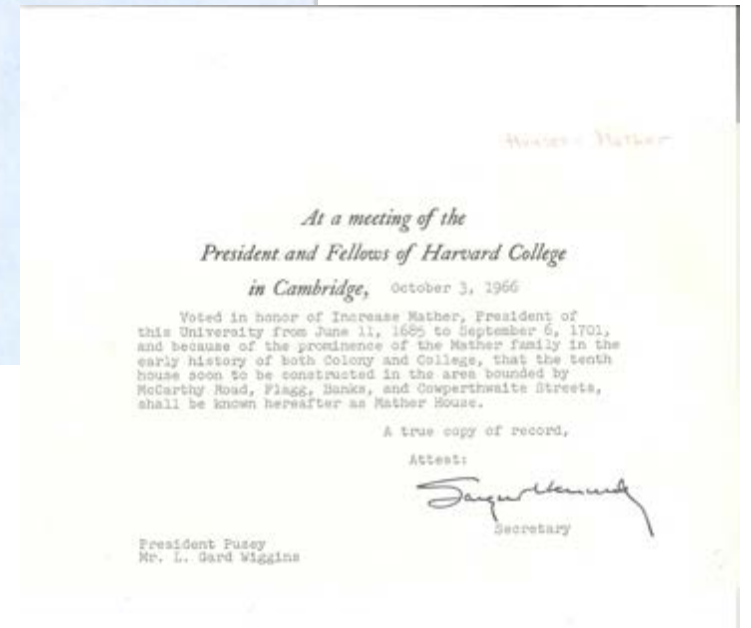 Houses - Mather
At a meeting of the
President and Fellows of Harvard College
in Cambridge, October 3, 1966
Voted in honor of Increase Mather, President of
this University from June 11, 1685 to September 6, 1701,
and because of the prominence of the Mather family in the
early history of both Colony and College, that the tenth
house soon to be constructed in the area bounded by
McCarthy Road, Flagg, Banks, and Cowperthwaite Streets,
shall be known hereafter as Mather House.
A true copy of record,
Attest:
Secretary
President Pusey
Mr. L. Gard Wiggins